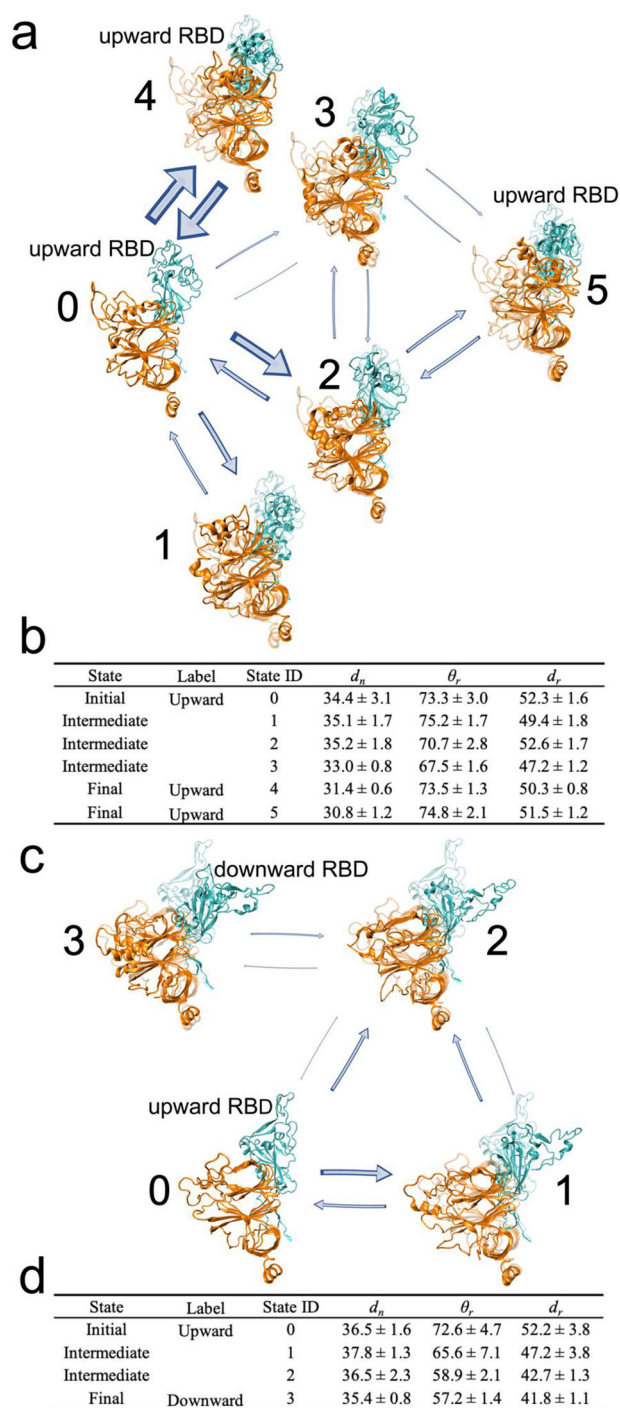 a
upward RBD
4
3
upward RBD
upward RBD
0
5
2
1
b
State Label State ID dₙ θᵣ dᵣ
Initial Upward 0 34.4 ± 3.1 73.3 ± 3.0 52.3 ± 1.6
Intermediate 1 35.1 ± 1.7 75.2 ± 1.7 49.4 ± 1.8
Intermediate 2 35.2 ± 1.8 70.7 ± 2.8 52.6 ± 1.7
Intermediate 3 33.0 ± 0.8 67.5 ± 1.6 47.2 ± 1.2
Final Upward 4 31.4 ± 0.6 73.5 ± 1.3 50.3 ± 0.8
Final Upward 5 30.8 ± 1.2 74.8 ± 2.1 51.5 ± 1.2
c
downward RBD
3
2
upward RBD
0
1
d
State Label State ID dₙ θᵣ dᵣ
Initial Upward 0 36.5 ± 1.6 72.6 ± 4.7 52.2 ± 3.8
Intermediate 1 37.8 ± 1.3 65.6 ± 7.1 47.2 ± 3.8
Intermediate 2 36.5 ± 2.3 58.9 ± 2.1 42.7 ± 1.3
Final Downward 3 35.4 ± 0.8 57.2 ± 1.4 41.8 ± 1.1